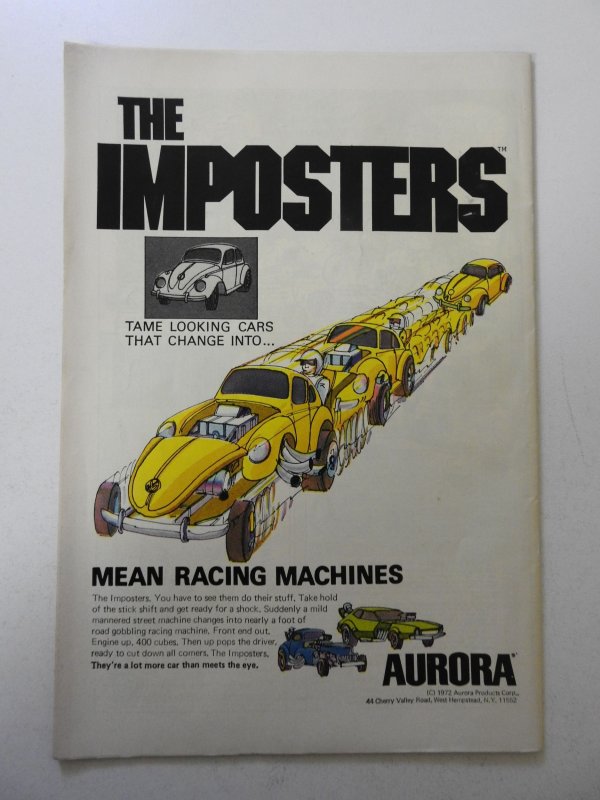 THE
IMPOSTERS™
TAME LOOKING CARS
THAT CHANGE INTO...
MEAN RACING MACHINES
The Imposters. You have to see them do their stuff. Take hold
of the stick shift and get ready for a shock. Suddenly a mild
mannered street machine changes into nearly a foot of
road gobbling racing machine. Front end out.
Engine up, 400 cubes. Then up pops the driver,
ready to cut down all corners. The Imposters.
They're a lot more car than meets the eye.
AURORA®
(C) 1972 Aurora Products Corp.,
44 Cherry Valley Road, West Hempstead, N.Y. 11552